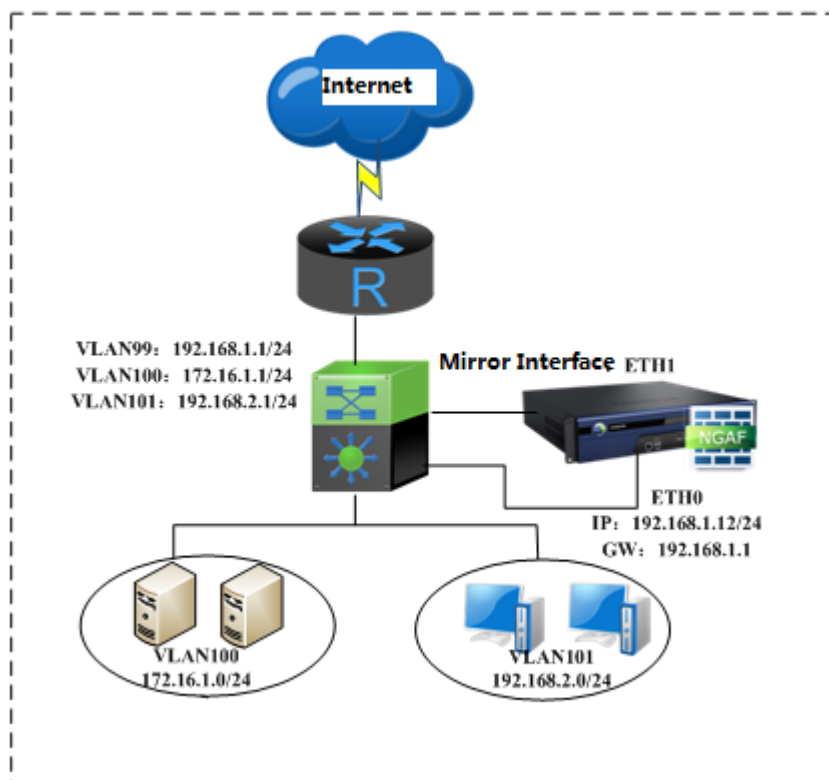 Internet
R
VLAN99：192.168.1.1/24
VLAN100：172.16.1.1/24
VLAN101：192.168.2.1/24
Mirror Interface
ETH1
NGAF
ETH0
IP：192.168.1.12/24
GW：192.168.1.1
VLAN100
172.16.1.0/24
VLAN101
192.168.2.0/24